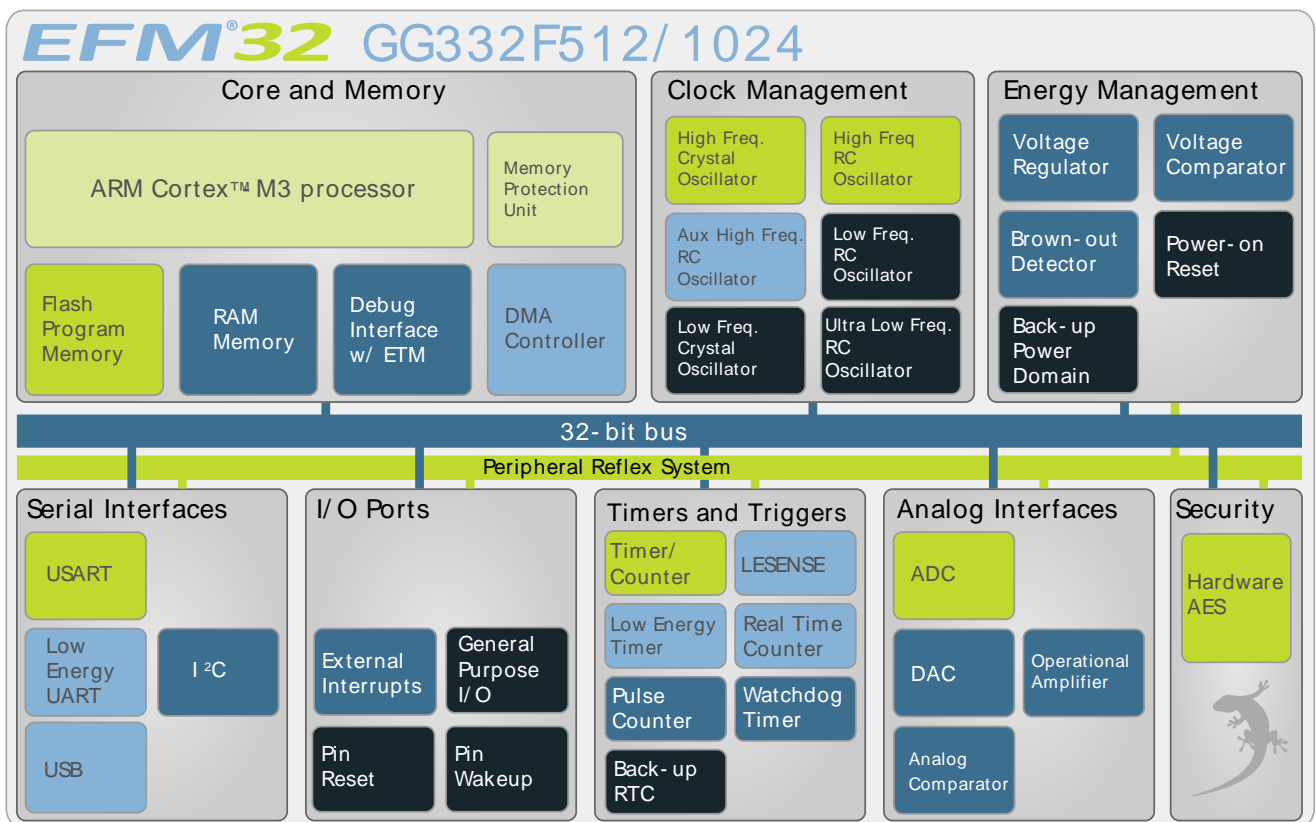 EFM®32 GG332F512/1024
Core and Memory
ARM Cortex™ M3 processor
Memory
Protection
Unit
Flash
Program
Memory
RAM
Memory
Debug
Interface
w/ ETM
DMA
Controller
Clock Management
High Freq.
Crystal
Oscillator
High Freq
RC
Oscillator
Aux High Freq.
RC
Oscillator
Low Freq.
RC
Oscillator
Low Freq.
Crystal
Oscillator
Ultra Low Freq.
RC
Oscillator
Energy Management
Voltage
Regulator
Voltage
Comparator
Brown-out
Detector
Power-on
Reset
Back-up
Power
Domain
32-bit bus
Peripheral Reflex System
Serial Interfaces
USART
Low
Energy
UART
I²C
USB
I/O Ports
External
Interrupts
General
Purpose
I/O
Pin
Reset
Pin
Wakeup
Timers and Triggers
Timer/
Counter
LESENSE
Low Energy
Timer
Real Time
Counter
Pulse
Counter
Watchdog
Timer
Back-up
RTC
Analog Interfaces
ADC
DAC
Operational
Amplifier
Analog
Comparator
Security
Hardware
AES